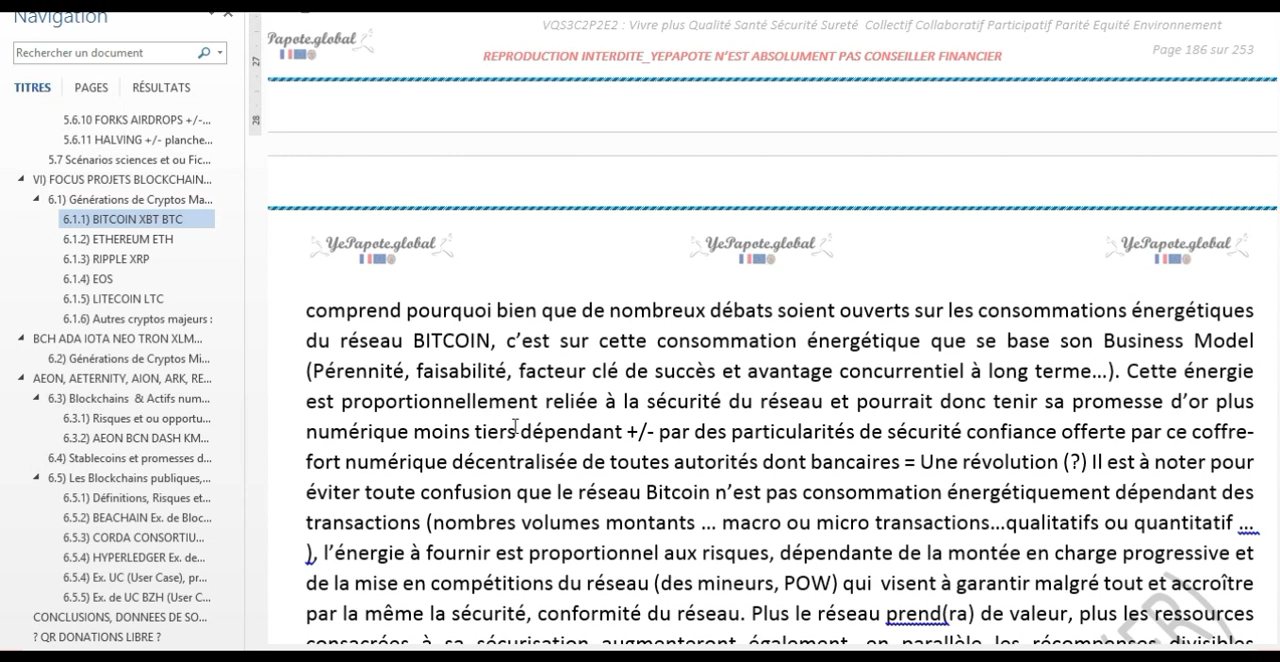 Navigation
Rechercher un document
TITRES PAGES RÉSULTATS
5.6.10 FORKS AIRDROPS +/-...
5.6.11 HALVING +/- planche...
5.7 Scénarios sciences et ou Fic...
VI) FOCUS PROJETS BLOCKCHAIN...
6.1) Générations de Cryptos Ma...
6.1.1) BITCOIN XBT BTC
6.1.2) ETHEREUM ETH
6.1.3) RIPPLE XRP
6.1.4) EOS
6.1.5) LITECOIN LTC
6.1.6) Autres cryptos majeurs :
BCH ADA IOTA NEO TRON XLM...
6.2) Générations de Cryptos Mi...
AEON, AETERNITY, AION, ARK, RE...
6.3) Blockchains & Actifs num...
6.3.1) Risques et ou opportu...
6.3.2) AEON BCN DASH KM...
6.4) Stablecoins et promesses d...
6.5) Les Blockchains publiques,...
6.5.1) Définitions, Risques et...
6.5.2) BEACHAIN Ex. de Bloc...
6.5.3) CORDA CONSORTIU...
6.5.4) HYPERLEDGER Ex. de...
6.5.4) Ex. UC (User Case), pr...
6.5.5) Ex. de UC BZH (User C...
CONCLUSIONS, DONNEES DE SO...
? QR DONATIONS LIBRE ?
27
28
VQS3C2P2E2 : Vivre plus Qualité Santé Sécurité Sureté Collectif Collaboratif Participatif Parité Equité Environnement
Papote.global
Page 186 sur 253
REPRODUCTION INTERDITE_YEPAPOTE N'EST ABSOLUMENT PAS CONSEILLER FINANCIER
YePapote.global YePapote.global YePapote.global
comprend pourquoi bien que de nombreux débats soient ouverts sur les consommations énergétiques
du réseau BITCOIN, c'est sur cette consommation énergétique que se base son Business Model
(Pérennité, faisabilité, facteur clé de succès et avantage concurrentiel à long terme...). Cette énergie
est proportionnellement reliée à la sécurité du réseau et pourrait donc tenir sa promesse d'or plus
numérique moins tiers dépendant +/- par des particularités de sécurité confiance offerte par ce coffre-
fort numérique décentralisée de toutes autorités dont bancaires = Une révolution (?) Il est à noter pour
éviter toute confusion que le réseau Bitcoin n'est pas consommation énergétiquement dépendant des
transactions (nombres volumes montants ... macro ou micro transactions...qualitatifs ou quantitatif ...
), l'énergie à fournir est proportionnel aux risques, dépendante de la montée en charge progressive et
de la mise en compétitions du réseau (des mineurs, POW) qui visent à garantir malgré tout et accroître
par la même la sécurité, conformité du réseau. Plus le réseau prend(ra) de valeur, plus les ressources
consacrées à sa sécurisation augmenteront également, en parallèle les récompenses divisibles